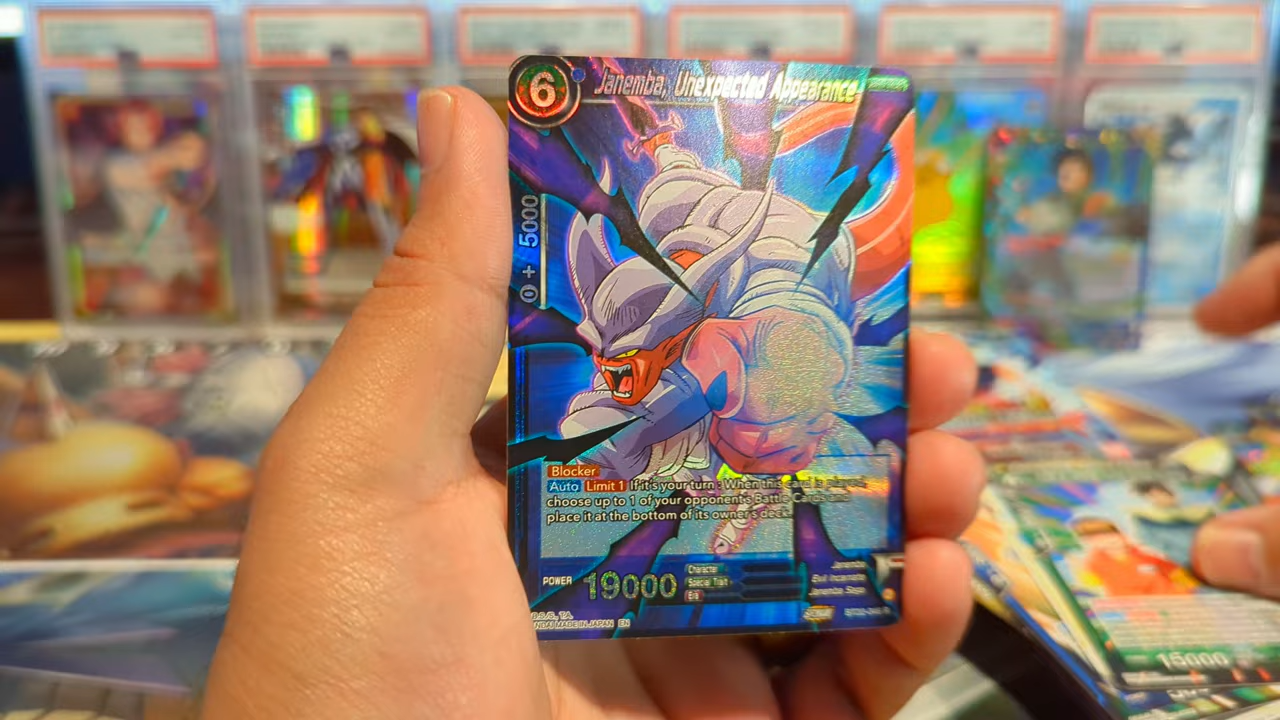 6
Janemba, Unexpected Appearance
0 + 5000
Blocker
Auto Limit 1 If it's your turn : When this card is played,
choose up to 1 of your opponent's Battle Cards and
place it at the bottom of its owner's deck.
POWER 19000
Character Janemba
Special Trait Evil Incarnate
Era Janemba Saga
B.S./S., T.A.
MADE IN JAPAN EN
15000